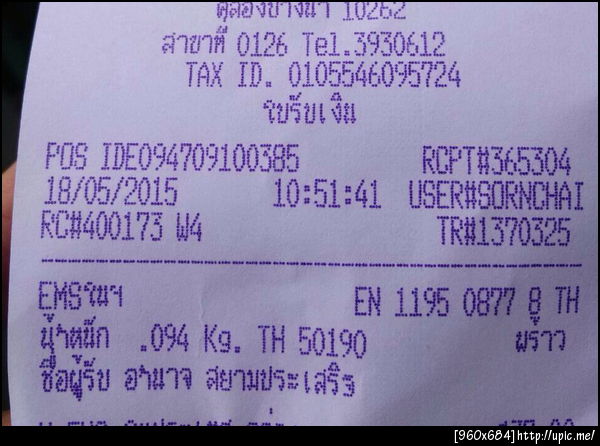 ตู้ส่องบางนา 10262
สาขาที่ 0126 Tel.3930612
TAX ID. 0105546095724
ใบรับเงิน
POS IDE094709100385 RCPT#365304
18/05/2015 10:51:41 USER#SORNCHAI
RC#400173 W4 TR#1370325
EMSในฯ EN 1195 0877 8 TH
น้ำหนัก .094 Kg. TH 50190 พร้าว
ชื่อผู้รับ อำนาจ สยามประเสริฐ
[960x684]http://upic.me/